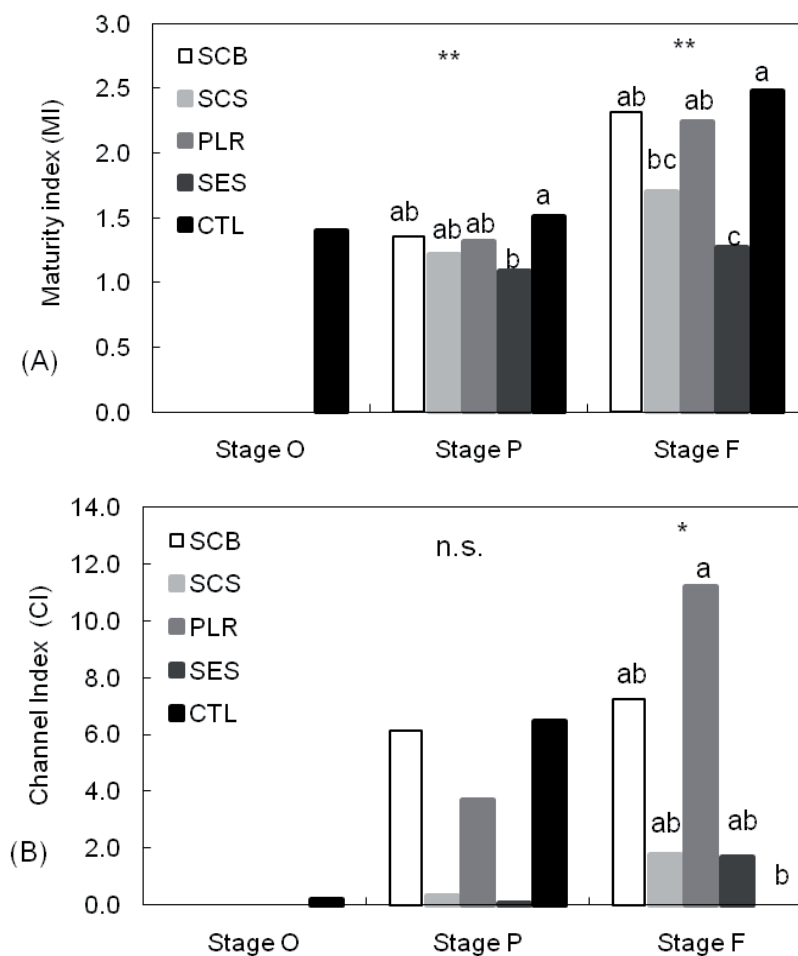 3.0
2.5
2.0
1.5
1.0
0.5
0.0
Maturity index (MI)
(A)
SCB
SCS
PLR
SES
CTL
**
**
ab
ab
ab
b
a
ab
bc
ab
c
a
Stage O
Stage P
Stage F
14.0
12.0
10.0
8.0
6.0
4.0
2.0
0.0
Channel Index (CI)
(B)
SCB
SCS
PLR
SES
CTL
n.s.
*
ab
ab
a
ab
b
Stage O
Stage P
Stage F